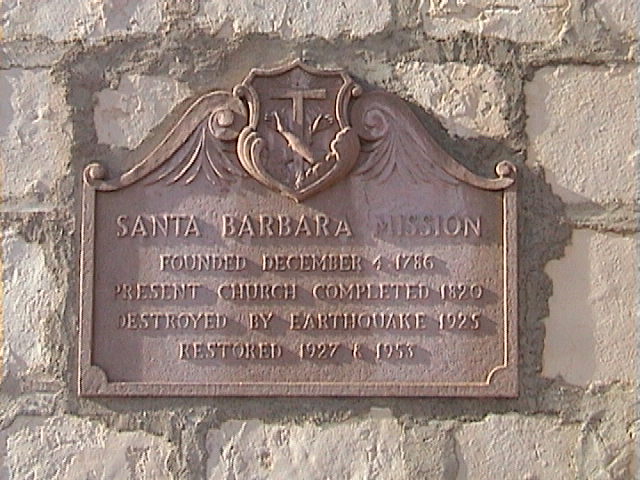 SANTA BARBARA MISSION
FOUNDED DECEMBER 4 1786
PRESENT CHURCH COMPLETED 1820
DESTROYED BY EARTHQUAKE 1925
RESTORED 1927 & 1953